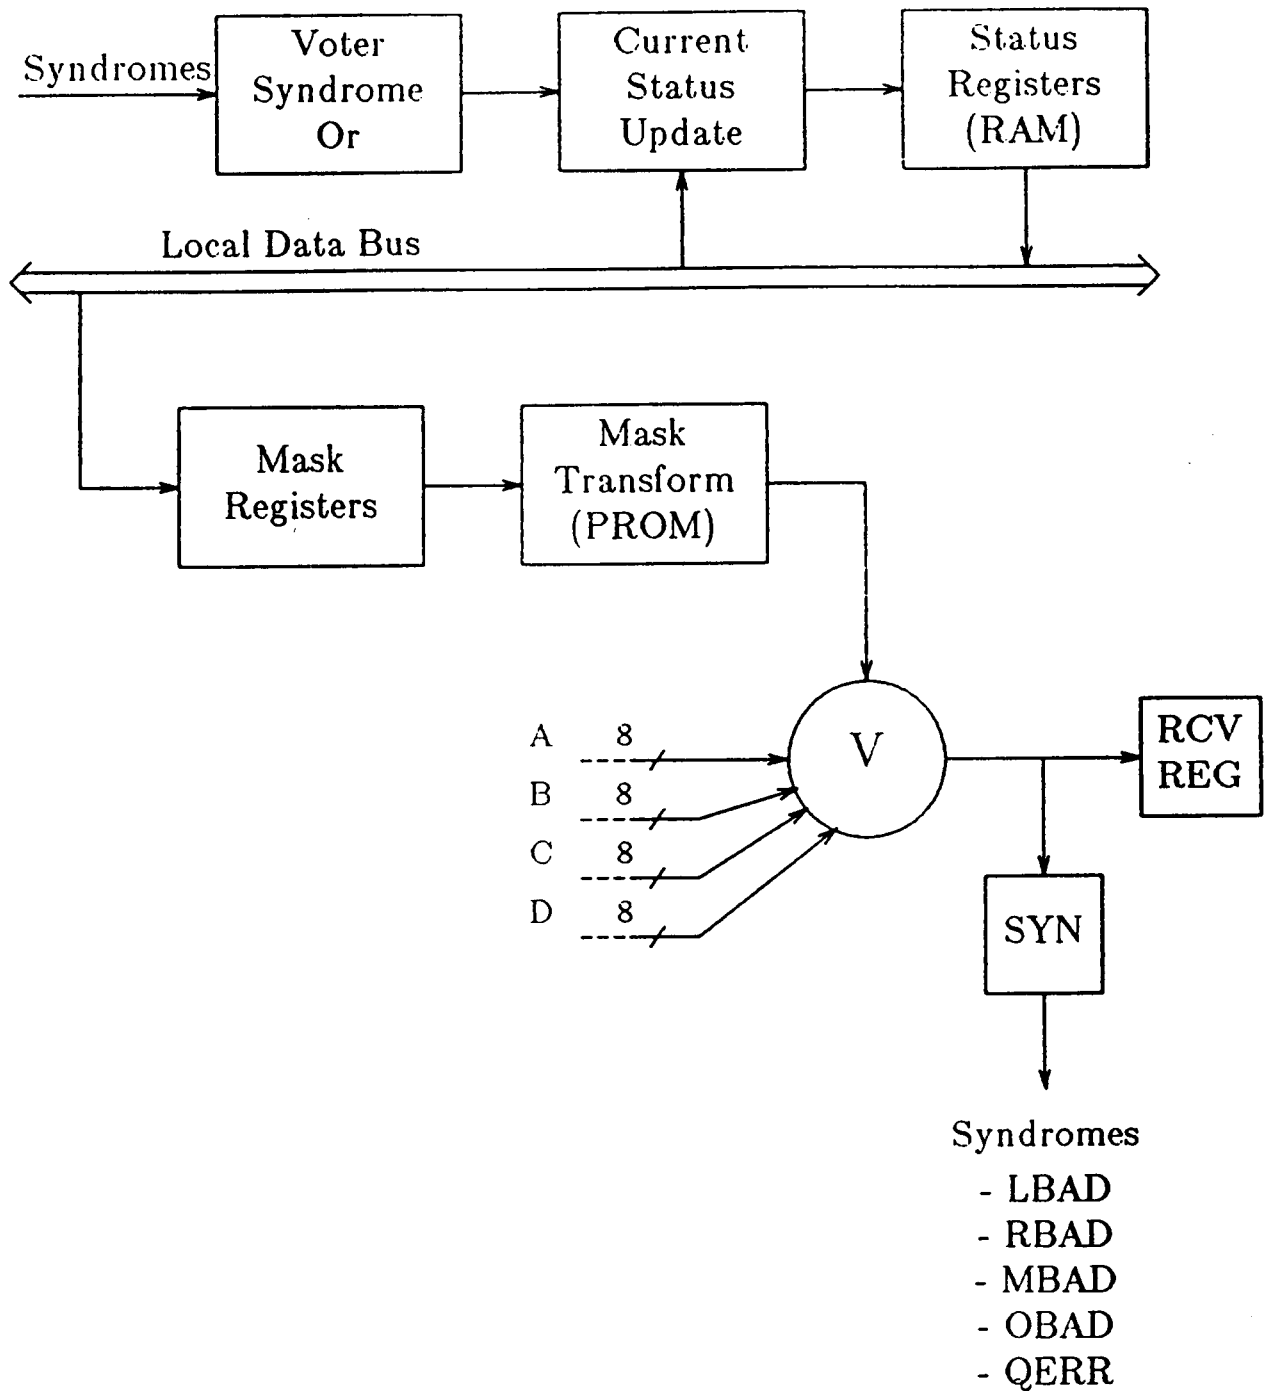 Syndromes
Voter
Syndrome
Or
Current
Status
Update
Status
Registers
(RAM)
Local Data Bus
Mask
Registers
Mask
Transform
(PROM)
A 8
B 8
C 8
D 8
V
RCV
REG
SYN
Syndromes
- LBAD
- RBAD
- MBAD
- OBAD
- QERR